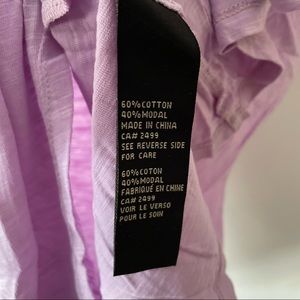 60%COTTON
40%MODAL
MADE IN CHINA
CA# 2499
SEE REVERSE SIDE
FOR CARE
60%COTON
40%MODAL
FABRIQUÉ EN CHINE
CA# 2499
VOIR LE VERSO
POUR LE SOIN